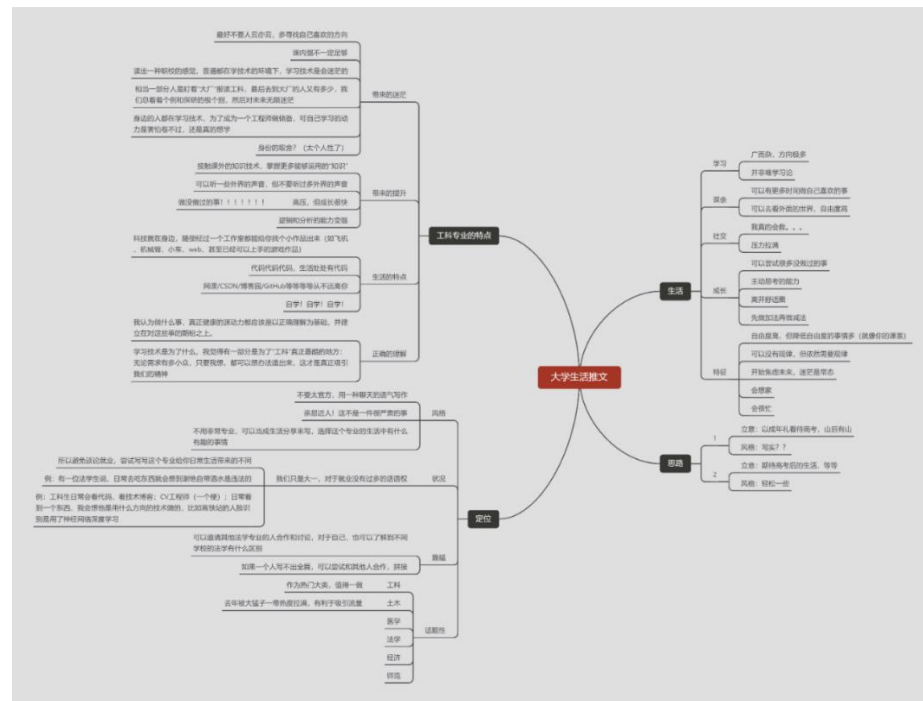 大学生活推文
工科专业的特点
带来的迷茫
最好不要人云亦云，多寻找自己喜欢的方向
课内强不一定足够
读出一种职校的感觉。普通都在学技术的环境下，学习技术是会迷茫的
相当一部分人是盯着“大厂”报读工科，最后去到大厂的人又有多少，我
们总看着个例和保研的极个别，然后对未来无限迷茫
身边的人都在学习技术，为了成为一个工程师做储备，可自己学习的动
力是害怕卷不过，还是真的想学
身份的吻合？（太个人性了）
带来的提升
接触课外的知识技术，掌握更多能够运用的“知识”
可以听一些外界的声音，但不要听过多外界的声音
做没做过的事！！！！！！！
高压，但成长很快
逻辑和分析的能力变强
生活的特点
科技就在身边，随便经过一个工作室都能给你找个小作品出来（如飞机
、机械臂、小车、web、甚至已经可以上手的游戏作品）
代码代码代码，生活处处有代码
阿里/CSDN/博客园/GitHub等等等等从不远离你
自学！自学！自学！
正确的理解
我认为做什么事，真正健康的源动力都应该是以正确理解为基础，并建
立在对这些事的期盼之上。
学习技术是为了什么，我觉得有一部分是为了“工科”真正最酷的地方：
无论需求有多小众，只要我想，都可以想办法造出来，这才是真正吸引
我们的精神
定位
风格
不要太官方，用一种聊天的语气写作
亲易近人！这不是一件很严肃的事
不用非常专业，可以当成生活分享来写，选择这个专业的生活中有什么
有趣的事情
状况
我们只是大一，对于就业没有过多的话语权
所以避免谈论就业，尝试写写这个专业给你日常生活带来的不同
例：有一位法学生说，日常去吃东西就会想到谢绝自带酒水是违法的
例：工科生日常会看代码，看技术博客；CV工程师（一个梗）；日常看
到一个东西，我会想他是用什么方向的技术做的，比如高铁站的人脸识
别是用了神经网络深度学习
篇幅
可以邀请其他法学专业的人合作和讨论，对于自己，也可以了解到不同
学校的法学有什么区别
如果一个人写不出全篇，可以尝试和其他人合作，拼接
话题性
工科
作为热门大类，值得一做
土木
去年被大猛子一带热度拉满，有利于吸引流量
医学
法学
经济
师范
生活
学习
广而杂，方向极多
并非唯学习论
课余
可以有更多时间做自己喜欢的事
可以去看外面的世界，自由度高
社交
我真的会救。。。
压力拉满
成长
可以尝试很多没做过的事
主动思考的能力
离开舒适圈
先做加法再做减法
特征
自由度高，但降低自由度的事情多（就像你的课表）
可以没有规律，但依然需要规律
开始焦虑未来，迷茫是常态
会想家
会很忙
思路
1
立意：以成年礼看待高考，山后有山
风格：写实？？
2
立意：期待高考后的生活，等等
风格：轻松一些